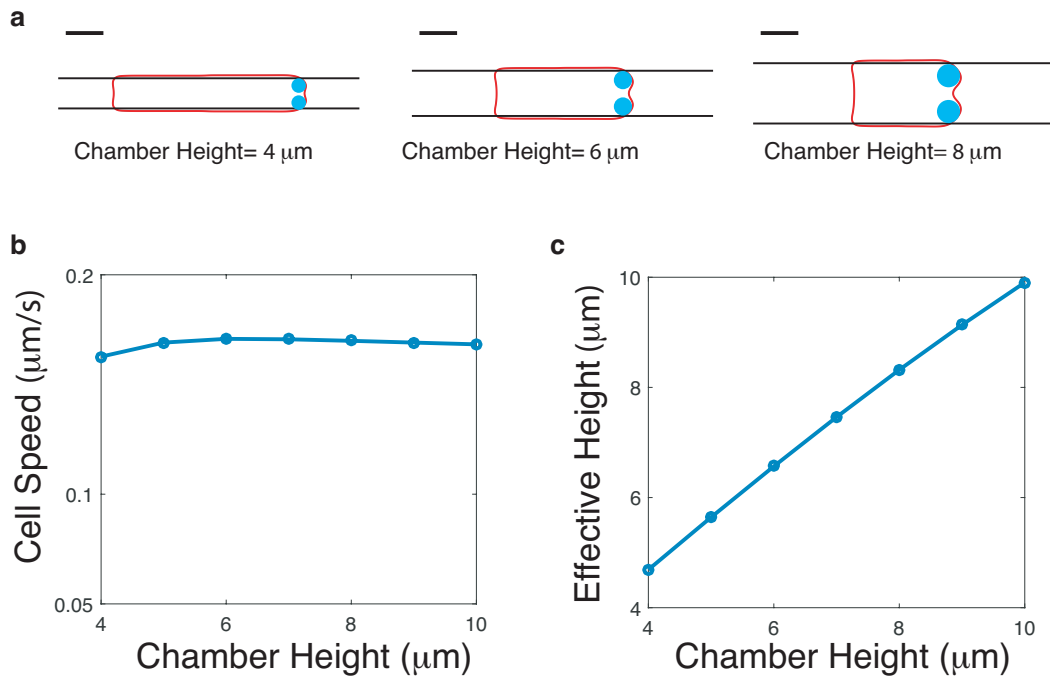 a
Chamber Height= 4 μm
Chamber Height= 6 μm
Chamber Height= 8 μm
b
Cell Speed (μm/s)
0.2
0.1
0.05
4 6 8 10
Chamber Height (μm)
c
Effective Height (μm)
10
8
6
4
4 6 8 10
Chamber Height (μm)